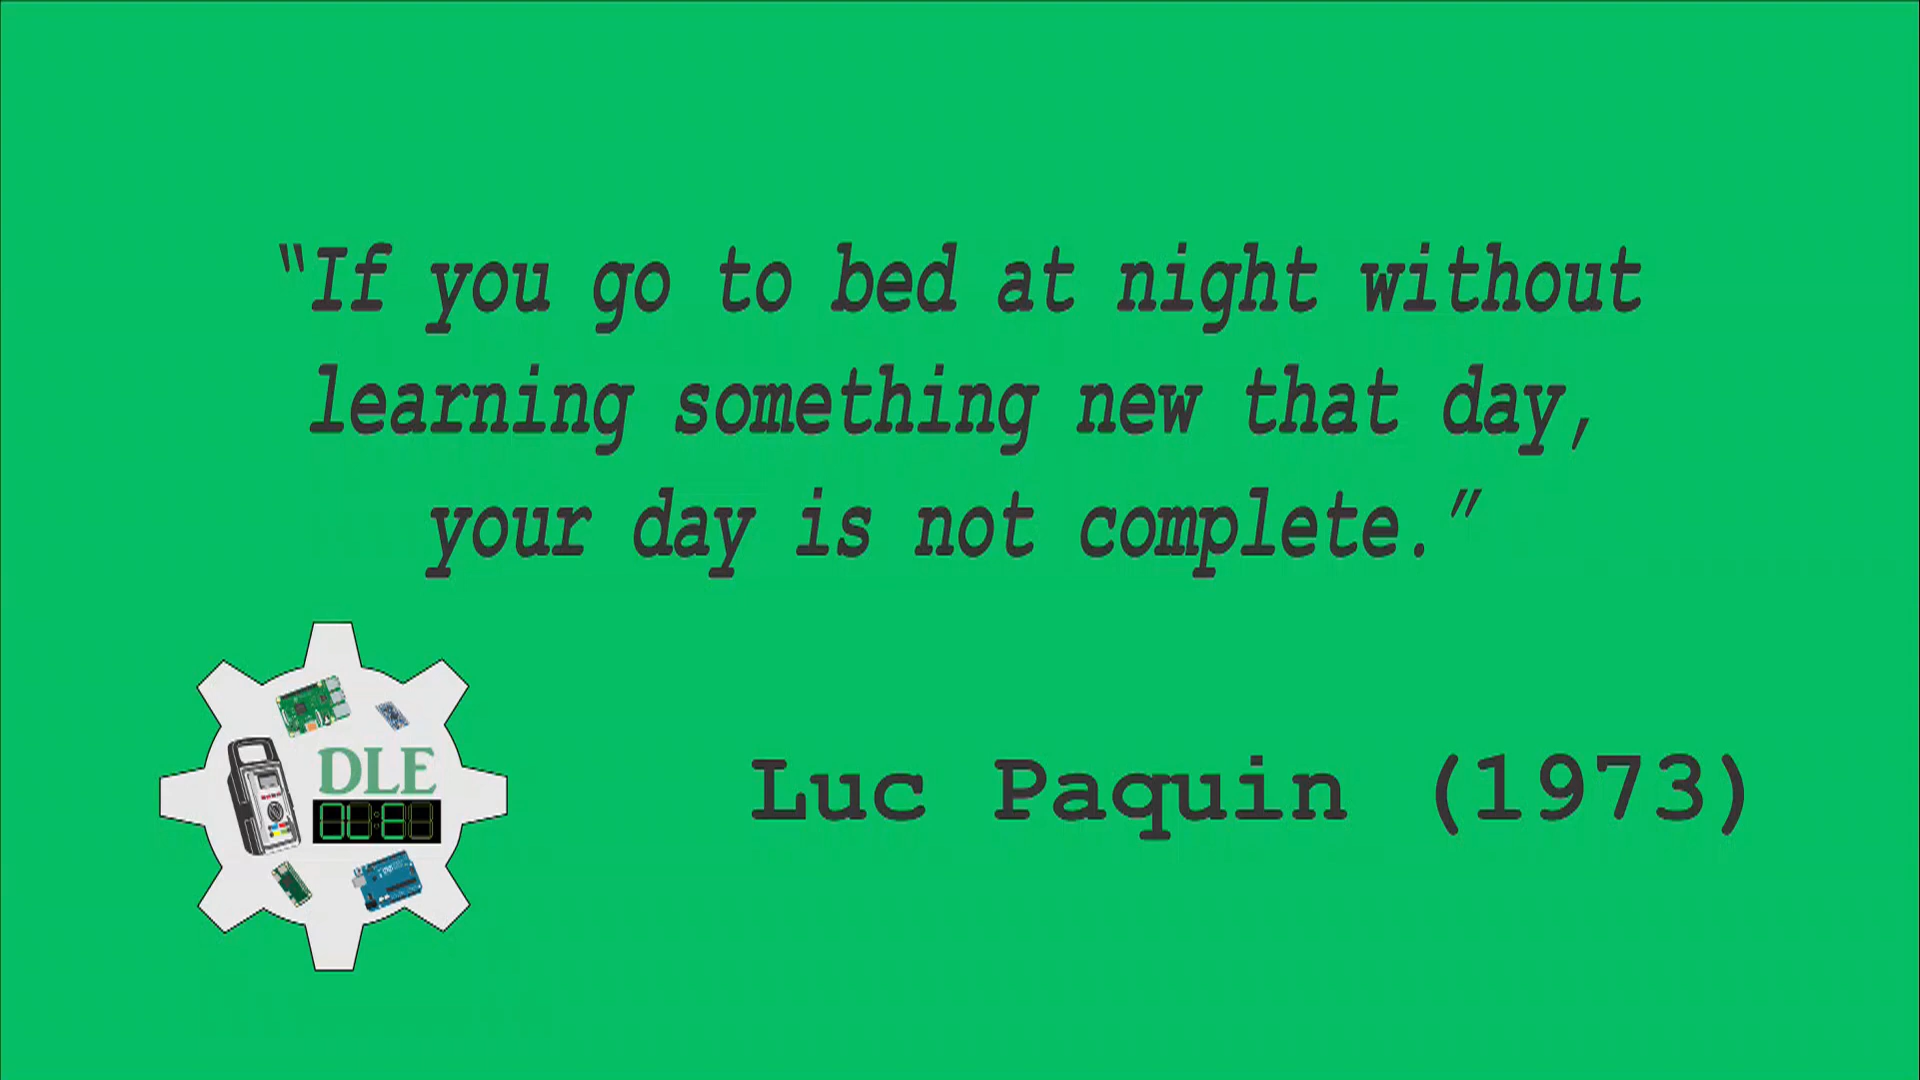 “If you go to bed at night without
learning something new that day,
your day is not complete.”
DLE
DLE
Luc Paquin (1973)